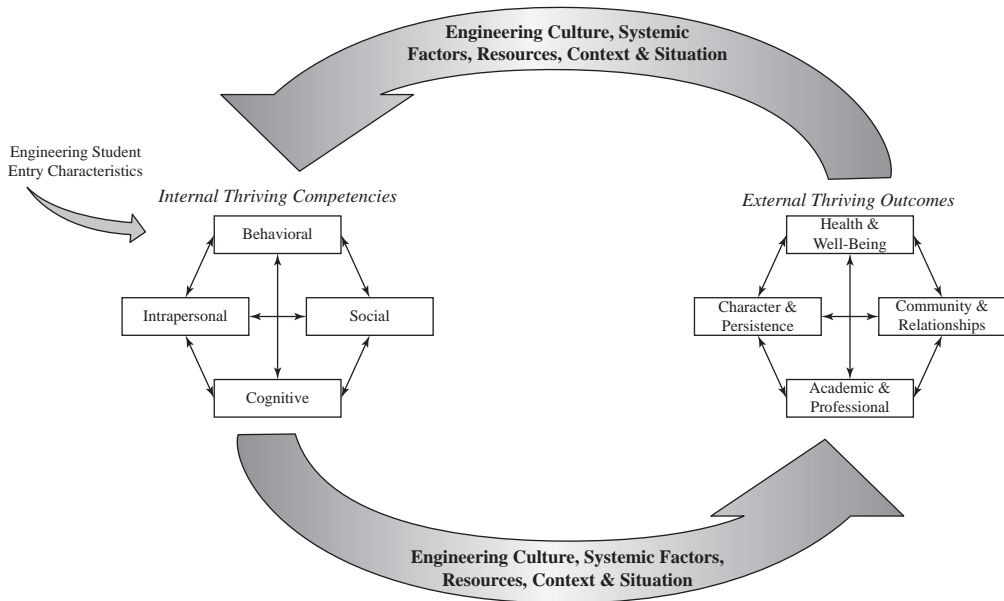 Engineering Culture, Systemic
Factors, Resources, Context & Situation
Engineering Student
Entry Characteristics
Internal Thriving Competencies
Behavioral
Intrapersonal
Social
Cognitive
External Thriving Outcomes
Health &
Well-Being
Character &
Persistence
Community &
Relationships
Academic &
Professional
Engineering Culture, Systemic Factors,
Resources, Context & Situation